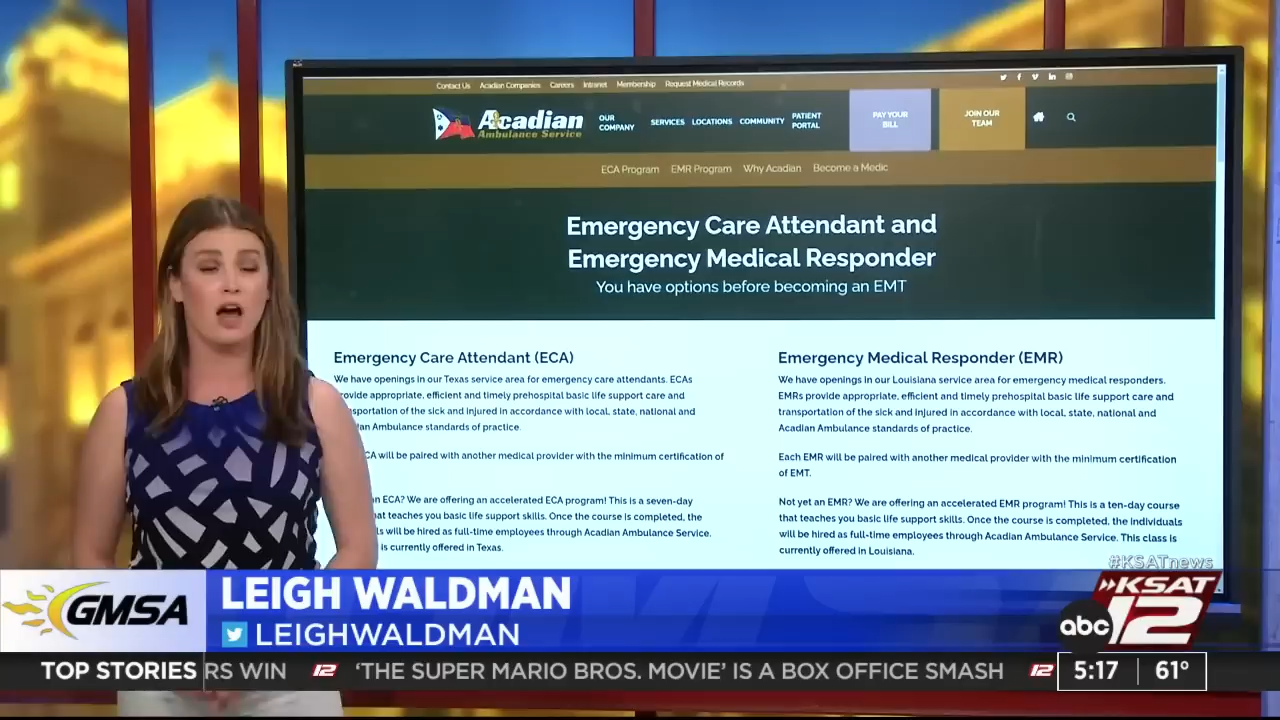 Contact Us Acadian Companies Careers Intranet Membership Request Medical Records
Acadian
Ambulance Service
OUR COMPANY
SERVICES
LOCATIONS
COMMUNITY
PATIENT PORTAL
PAY YOUR BILL
JOIN OUR TEAM
ECA Program EMR Program Why Acadian Become a Medic
Emergency Care Attendant and
Emergency Medical Responder
You have options before becoming an EMT
Emergency Care Attendant (ECA)
We have openings in our Texas service area for emergency care attendants. ECAs
provide appropriate, efficient and timely prehospital basic life support care and
sportation of the sick and injured in accordance with local, state, national and
ian Ambulance standards of practice.
CA will be paired with another medical provider with the minimum certification of
n ECA? We are offering an accelerated ECA program! This is a seven-day
at teaches you basic life support skills. Once the course is completed, the
ls will be hired as full-time employees through Acadian Ambulance Service.
is currently offered in Texas.
Emergency Medical Responder (EMR)
We have openings in our Louisiana service area for emergency medical responders.
EMRs provide appropriate, efficient and timely prehospital basic life support care and
transportation of the sick and injured in accordance with local, state, national and
Acadian Ambulance standards of practice.
Each EMR will be paired with another medical provider with the minimum certification
of EMT.
Not yet an EMR? We are offering an accelerated EMR program! This is a ten-day course
that teaches you basic life support skills. Once the course is completed, the individuals
will be hired as full-time employees through Acadian Ambulance Service. This class is
currently offered in Louisiana.
#KSATnews
GMSA
LEIGH WALDMAN
LEIGHWALDMAN
KSAT
abc 12
TOP STORIES RS WIN 12 'THE SUPER MARIO BROS. MOVIE' IS A BOX OFFICE SMASH 12 5:17 61°